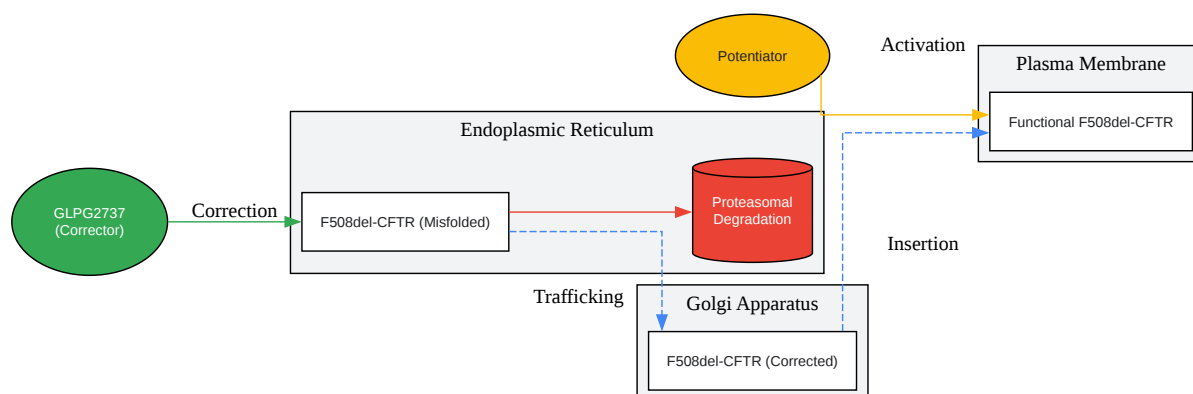 Potentiator
Activation
Plasma Membrane
Functional F508del-CFTR
Endoplasmic Reticulum
GLPG2737
(Corrector)
Correction
F508del-CFTR (Misfolded)
Proteasomal
Degradation
Insertion
Trafficking
Golgi Apparatus
F508del-CFTR (Corrected)